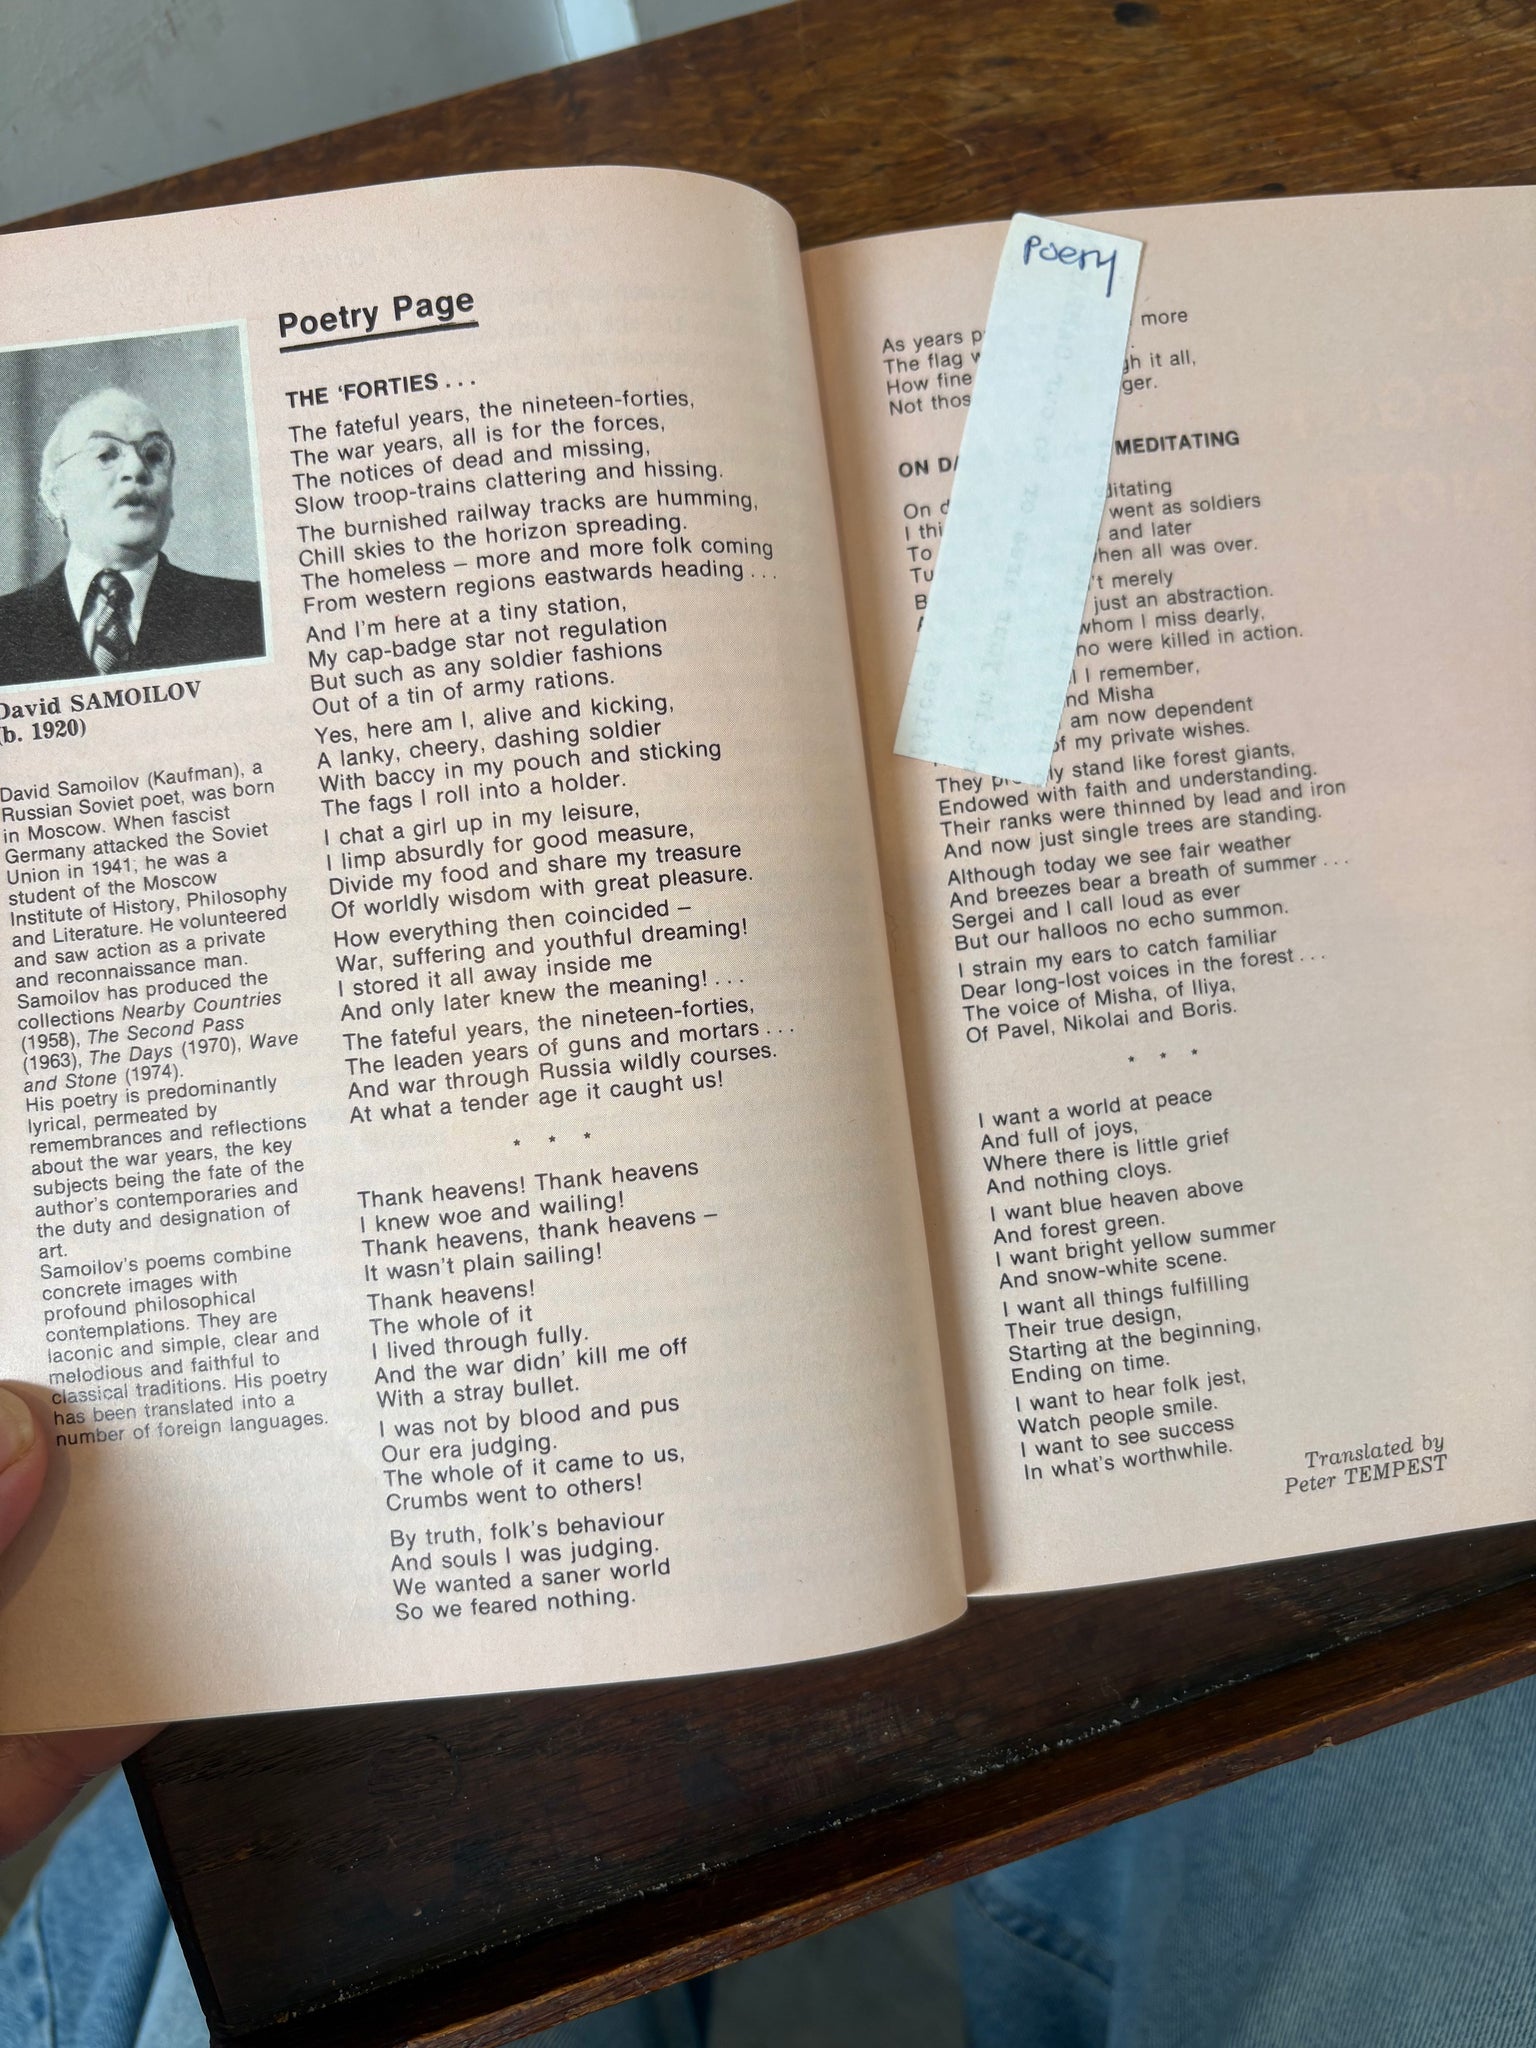 Poetry Page
David SAMOILOV
(b. 1920)
David Samoilov (Kaufman), a
Russian Soviet poet, was born
in Moscow. When fascist
Germany attacked the Soviet
Union in 1941, he was a
student of the Moscow
Institute of History, Philosophy
and Literature. He volunteered
and saw action as a private
and reconnaissance man.
Samoilov has produced the
collections Nearby Countries
(1958), The Second Pass
(1963), The Days (1970), Wave
and Stone (1974).
His poetry is predominantly
lyrical, permeated by
remembrances and reflections
about the war years, the key
subjects being the fate of the
author's contemporaries and
the duty and designation of
art.
Samoilov's poems combine
concrete images with
profound philosophical
contemplations. They are
laconic and simple, clear and
melodious and faithful to
classical traditions. His poetry
has been translated into a
number of foreign languages.
THE 'FORTIES...
The fateful years, the nineteen-forties,
The war years, all is for the forces,
The notices of dead and missing,
Slow troop-trains clattering and hissing.
The burnished railway tracks are humming,
Chill skies to the horizon spreading.
The homeless – more and more folk coming
From western regions eastwards heading...
And I'm here at a tiny station,
My cap-badge star not regulation
But such as any soldier fashions
Out of a tin of army rations.
Yes, here am I, alive and kicking,
A lanky, cheery, dashing soldier
With baccy in my pouch and sticking
The fags I roll into a holder.
I chat a girl up in my leisure,
I limp absurdly for good measure,
Divide my food and share my treasure
Of worldly wisdom with great pleasure.
How everything then coincided –
War, suffering and youthful dreaming!
I stored it all away inside me
And only later knew the meaning!...
The fateful years, the nineteen-forties,
The leaden years of guns and mortars...
And war through Russia wildly courses.
At what a tender age it caught us!
* * *
Thank heavens! Thank heavens
I knew woe and wailing!
Thank heavens, thank heavens –
It wasn't plain sailing!
Thank heavens!
The whole of it
I lived through fully.
And the war didn' kill me off
With a stray bullet.
I was not by blood and pus
Our era judging.
The whole of it came to us,
Crumbs went to others!
By truth, folk's behaviour
And souls I was judging.
We wanted a saner world
So we feared nothing.
Poery
As years more
The flag it all,
How fine
Not
ON MEDITATING
On
I went as soldiers
To and later
when all was over.
merely
just an abstraction.
whom I miss dearly,
who were killed in action.
I remember,
and Misha
am now dependent
of my private wishes.
They stand like forest giants,
Endowed with faith and understanding.
Their ranks were thinned by lead and iron
And now just single trees are standing.
Although today we see fair weather
And breezes bear a breath of summer...
Sergei and I call loud as ever
But our halloos no echo summon.
I strain my ears to catch familiar
Dear long-lost voices in the forest...
The voice of Misha, of Iliya,
Of Pavel, Nikolai and Boris.
* * *
I want a world at peace
And full of joys,
Where there is little grief
And nothing cloys.
I want blue heaven above
And forest green.
I want bright yellow summer
And snow-white scene.
I want all things fulfilling
Their true design,
Starting at the beginning,
Ending on time.
I want to hear folk jest,
Watch people smile.
I want to see success
In what's worthwhile.
Translated by
Peter TEMPEST